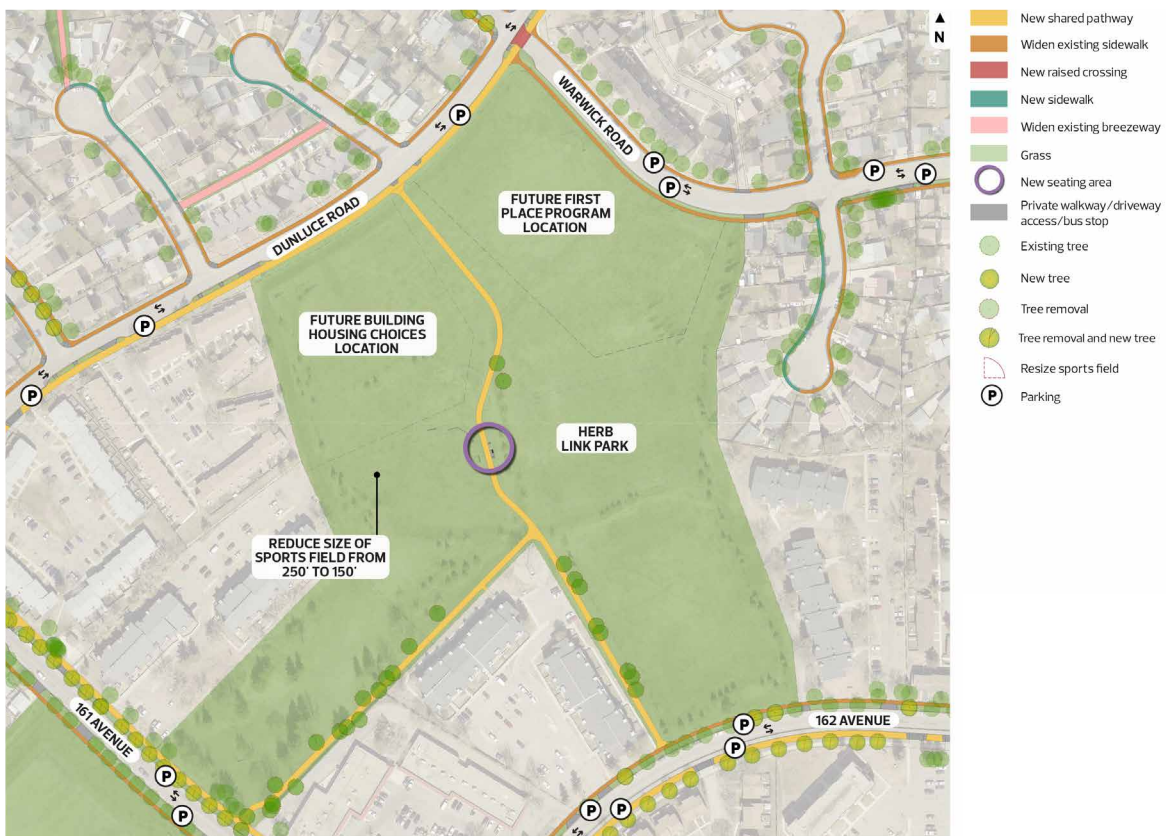 N
P
WARWICK ROAD
P
P
P
P
DUNLUCE ROAD
FUTURE FIRST
PLACE PROGRAM
LOCATION
FUTURE BUILDING
HOUSING CHOICES
LOCATION
P
P
HERB
LINK PARK
REDUCE SIZE OF
SPORTS FIELD FROM
250' TO 150'
161 AVENUE
P
P
162 AVENUE
P
P
P
P
New shared pathway
Widen existing sidewalk
New raised crossing
New sidewalk
Widen existing breezeway
Grass
New seating area
Private walkway/driveway
access/bus stop
Existing tree
New tree
Tree removal
Tree removal and new tree
Resize sports field
P Parking